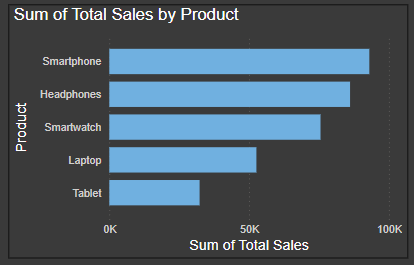 Sum of Total Sales by Product
Product
Smartphone
Headphones
Smartwatch
Laptop
Tablet
0K 50K 100K
Sum of Total Sales